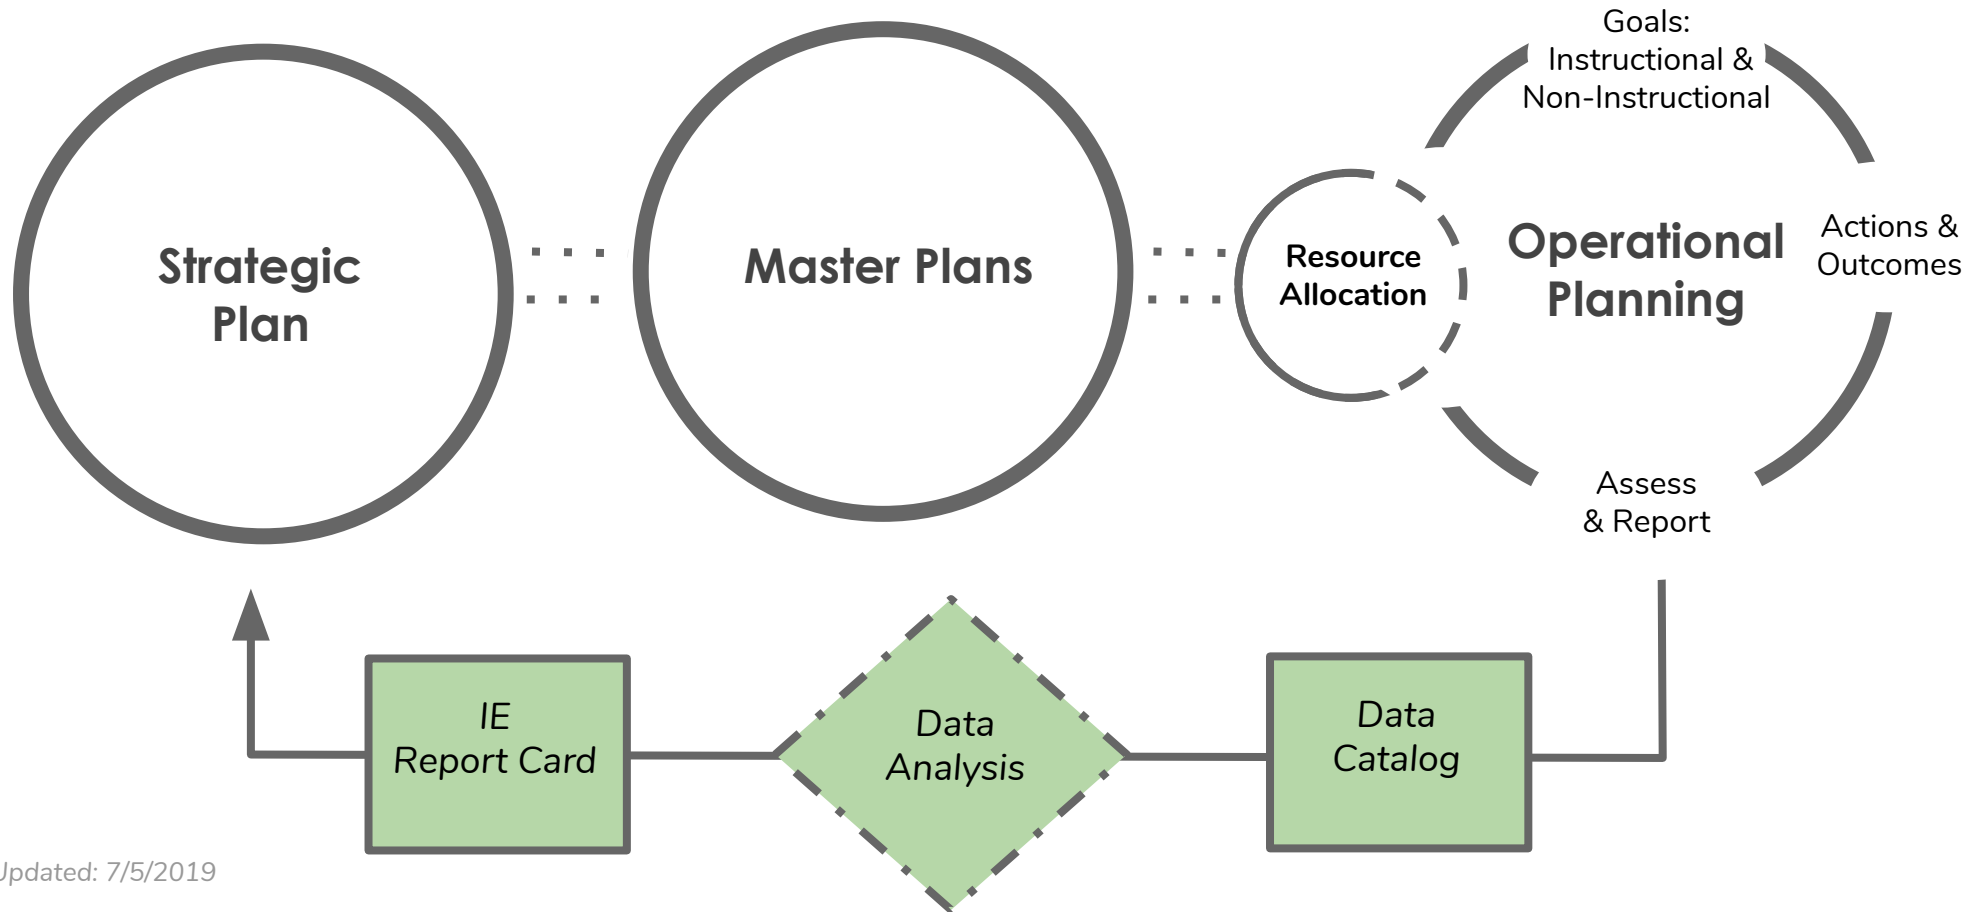 Goals:
Instructional &
Non-Instructional
Strategic
Plan
Master Plans
Resource
Allocation
Operational
Planning
Actions &
Outcomes
Assess
& Report
IE
Report Card
Data
Analysis
Data
Catalog
Updated: 7/5/2019